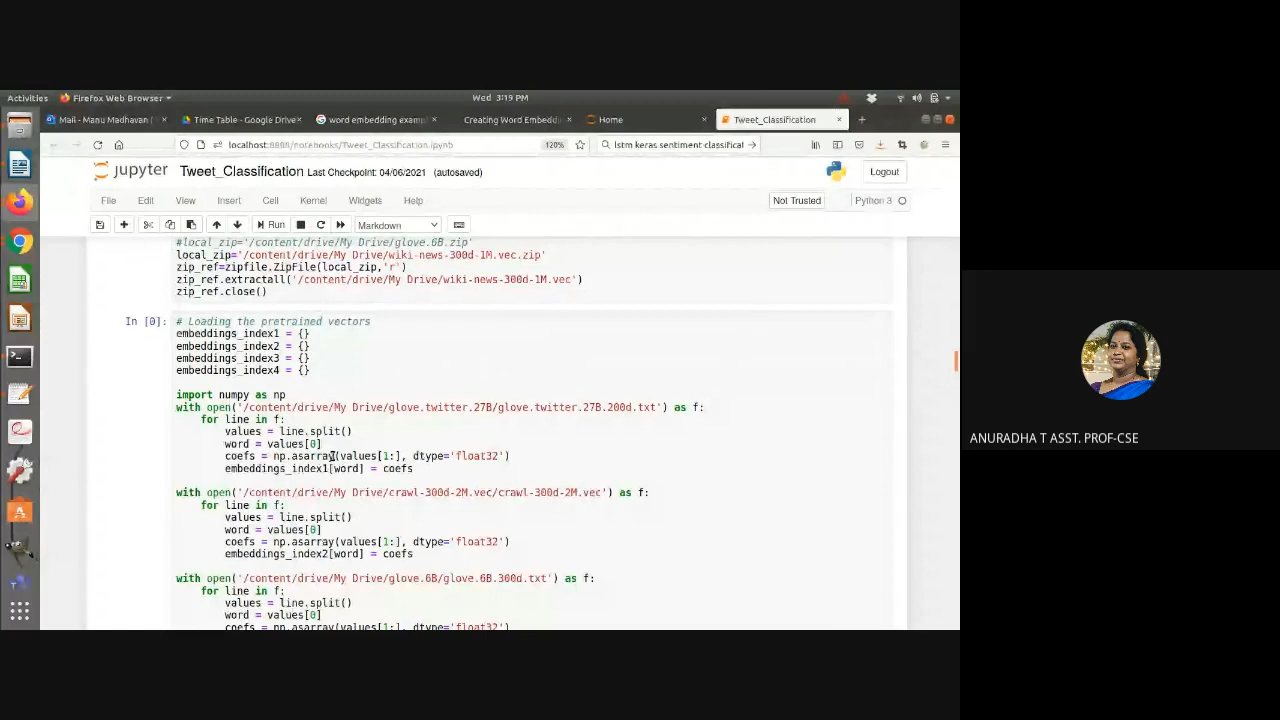 Activities Firefox Web Browser Wed 3:19 PM
Mail - Manu Madhavan Time Table - Google Drive word embedding exam Creating Word Embeddi Home Tweet_Classification
localhost:8888/notebooks/Tweet_Classification.ipynb 120% lstm keras sentiment classificat
jupyter Tweet_Classification Last Checkpoint: 04/06/2021 (autosaved) Logout
File Edit View Insert Cell Kernel Widgets Help Not Trusted Python 3
Run Markdown
#local_zip='/content/drive/My Drive/glove.6B.zip'
local_zip='/content/drive/My Drive/wiki-news-300d-1M.vec.zip'
zip_ref=zipfile.ZipFile(local_zip,'r')
zip_ref.extractall('/content/drive/My Drive/wiki-news-300d-1M.vec')
zip_ref.close()
In [0]: # Loading the pretrained vectors
embeddings_index1 = {}
embeddings_index2 = {}
embeddings_index3 = {}
embeddings_index4 = {}
import numpy as np
with open('/content/drive/My Drive/glove.twitter.27B/glove.twitter.27B.200d.txt') as f:
for line in f:
values = line.split()
word = values[0]
coefs = np.asarray(values[1:], dtype='float32')
embeddings_index1[word] = coefs
with open('/content/drive/My Drive/crawl-300d-2M.vec/crawl-300d-2M.vec') as f:
for line in f:
values = line.split()
word = values[0]
coefs = np.asarray(values[1:], dtype='float32')
embeddings_index2[word] = coefs
with open('/content/drive/My Drive/glove.6B/glove.6B.300d.txt') as f:
for line in f:
values = line.split()
word = values[0]
coefs = np.asarray(values[1:], dtype='float32')
ANURADHA T ASST. PROF-CSE